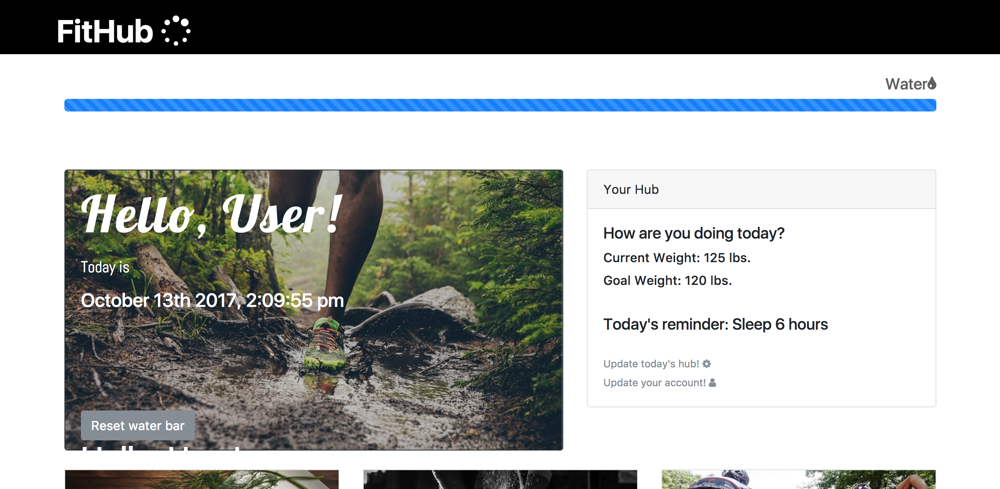 FitHub
Water
Hello, User!
Today is
October 13th 2017, 2:09:55 pm
Reset water bar
Your Hub
How are you doing today?
Current Weight: 125 lbs.
Goal Weight: 120 lbs.
Today's reminder: Sleep 6 hours
Update today's hub!
Update your account!